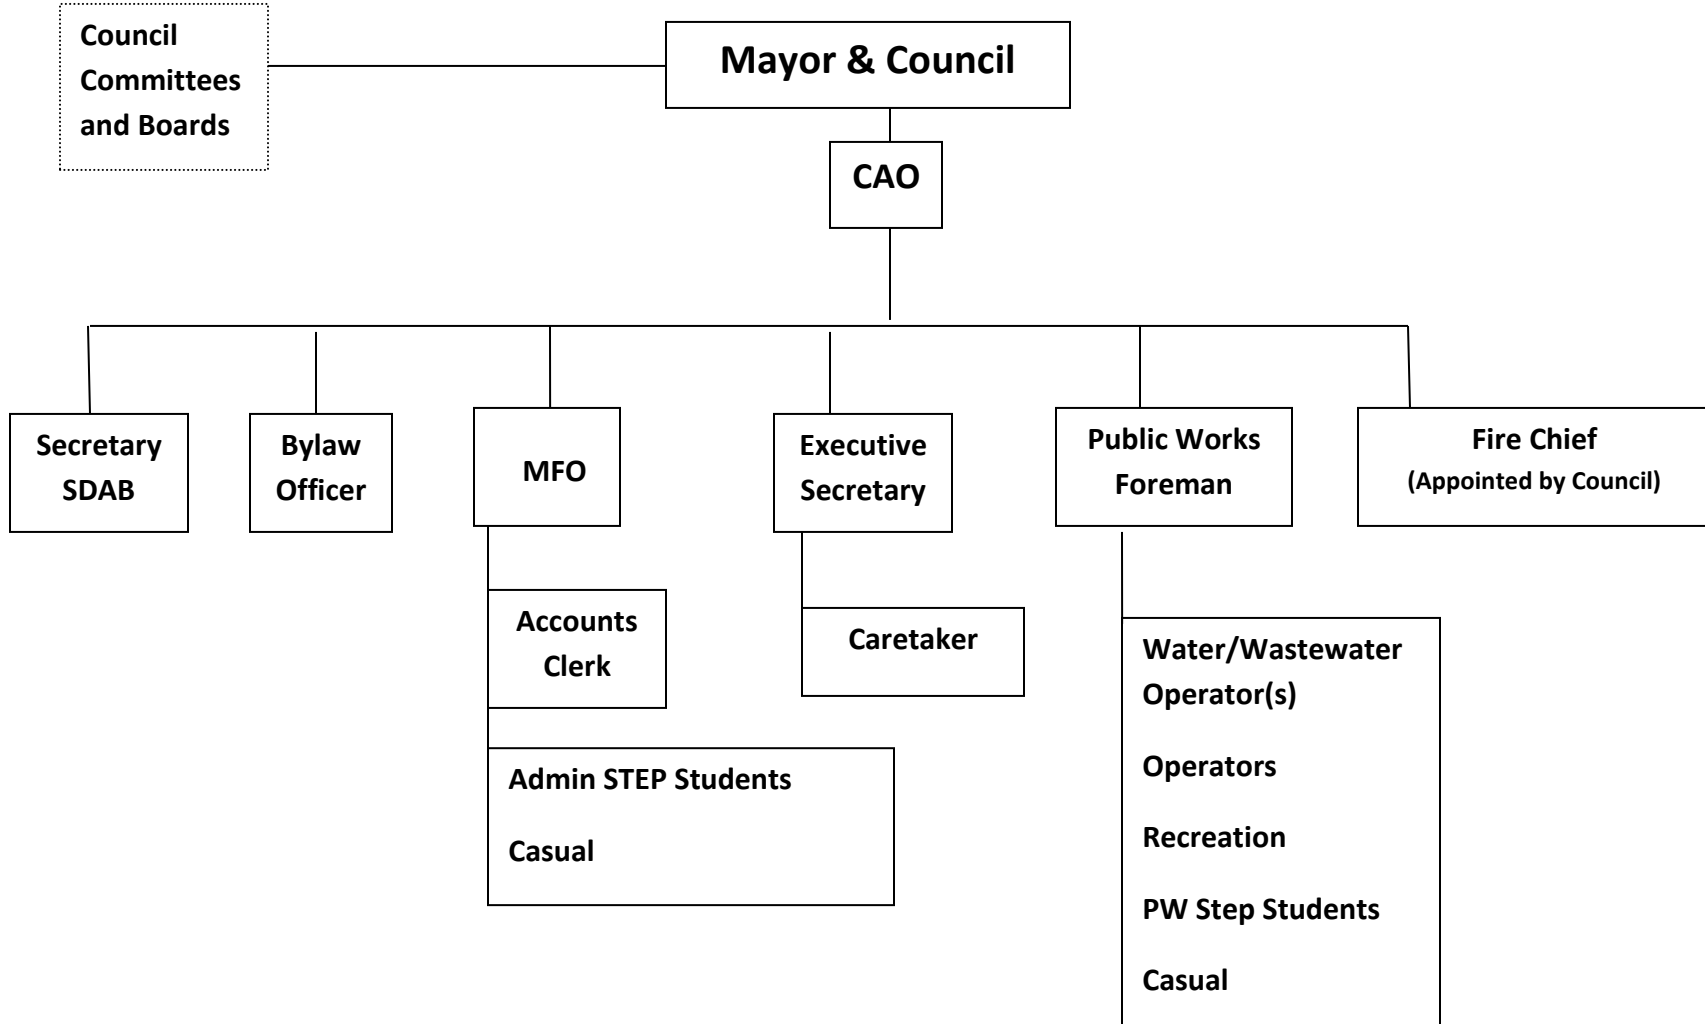 Council
Committees
and Boards
Mayor & Council
CAO
Secretary
SDAB
Bylaw
Officer
MFO
Executive
Secretary
Public Works
Foreman
Fire Chief
(Appointed by Council)
Accounts
Clerk
Caretaker
Water/Wastewater
Operator(s)
Operators
Recreation
PW Step Students
Casual
Admin STEP Students
Casual